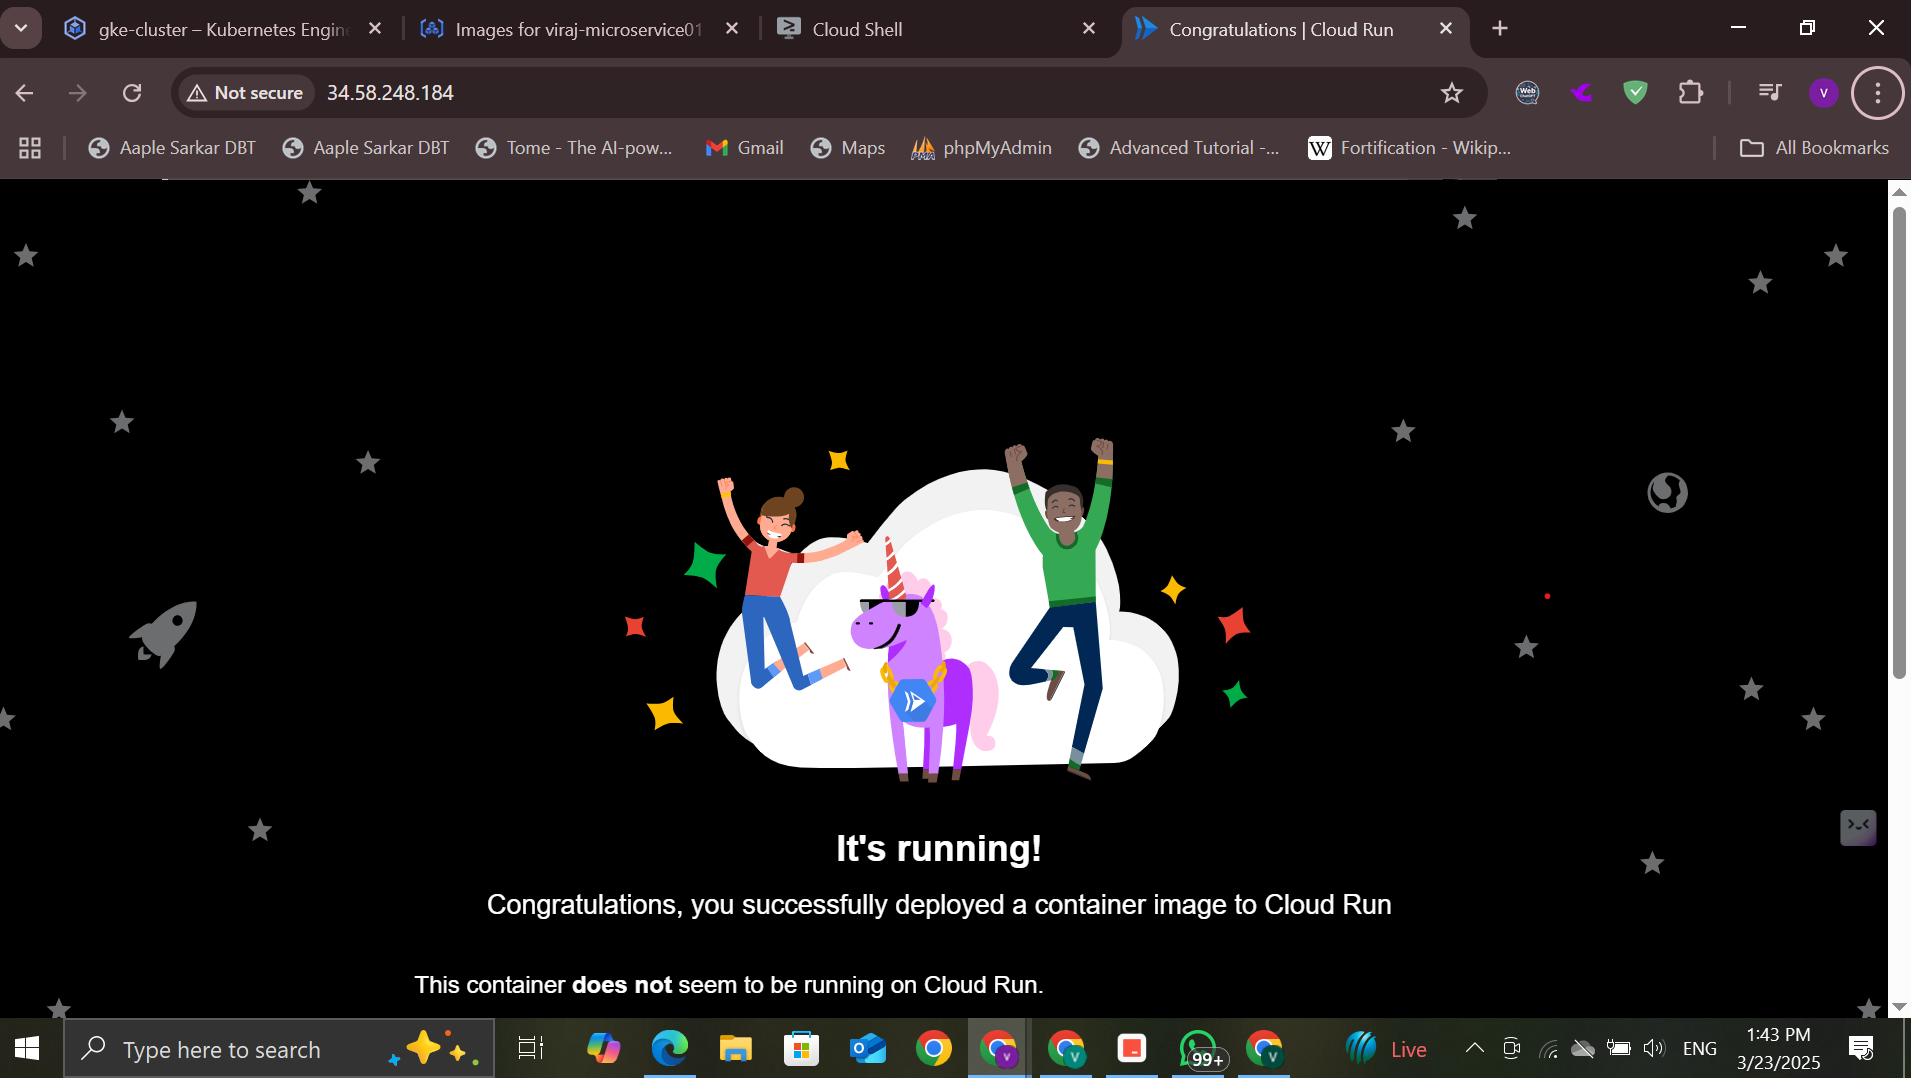 gke-cluster – Kubernetes Engin
Images for viraj-microservice01
Cloud Shell
Congratulations | Cloud Run
Not secure
34.58.248.184
V
Aaple Sarkar DBT
Aaple Sarkar DBT
Tome - The AI-pow...
Gmail
Maps
phpMyAdmin
Advanced Tutorial -...
W
Fortification - Wikip...
All Bookmarks
It's running!
Congratulations, you successfully deployed a container image to Cloud Run
This container does not seem to be running on Cloud Run.
Type here to search
V
V
99+
V
Live
ENG
1:43 PM
3/23/2025